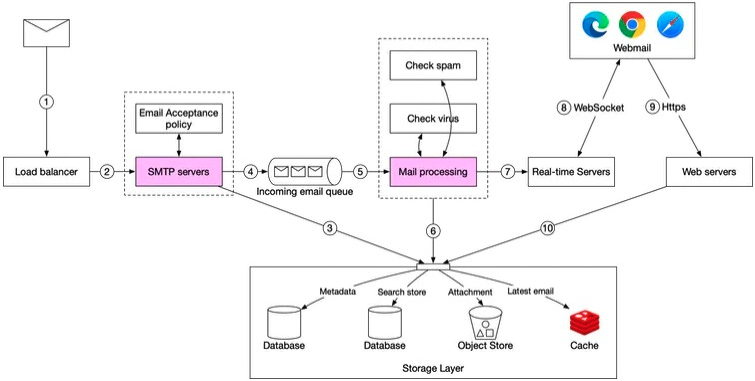 Webmail
Check spam
1
8
WebSocket
9
Https
Email Acceptance
policy
Check virus
Load balancer
2
SMTP servers
4
Incoming email queue
5
Mail processing
7
Real-time Servers
Web servers
3
6
10
Metadata
Search store
Attachment
Latest email
Database
Database
Object Store
Cache
Storage Layer